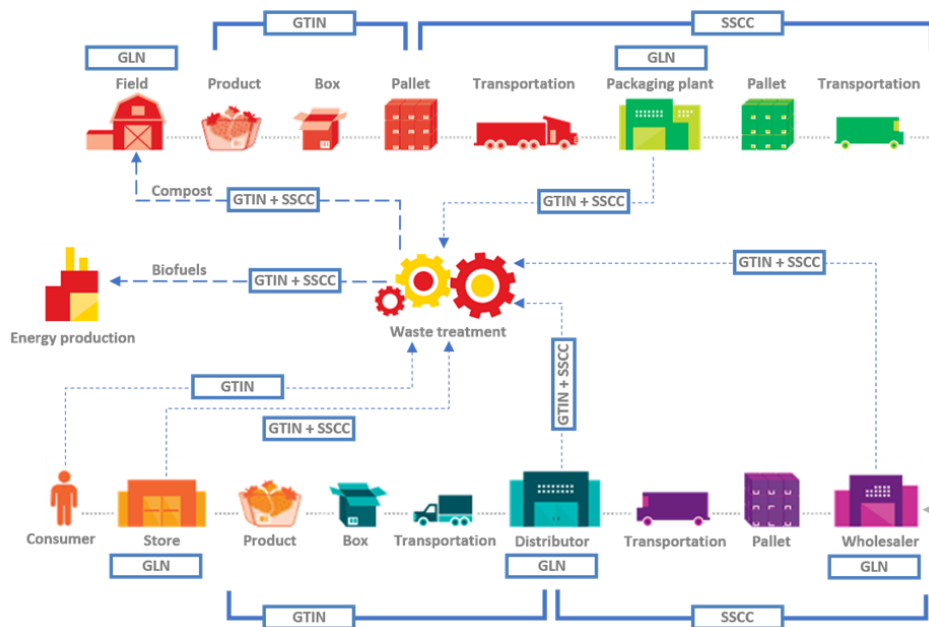 GTIN
SSCC
GLN
GLN
Field
Product
Box
Pallet
Transportation
Packaging plant
Pallet
Transportation
Compost
GTIN + SSCC
GTIN + SSCC
Biofuels
GTIN + SSCC
GTIN + SSCC
Energy production
Waste treatment
GTIN
GTIN + SSCC
GTIN + SSCC
Consumer
Store
Product
Box
Transportation
Distributor
Transportation
Pallet
Wholesaler
GLN
GLN
GLN
GTIN
SSCC